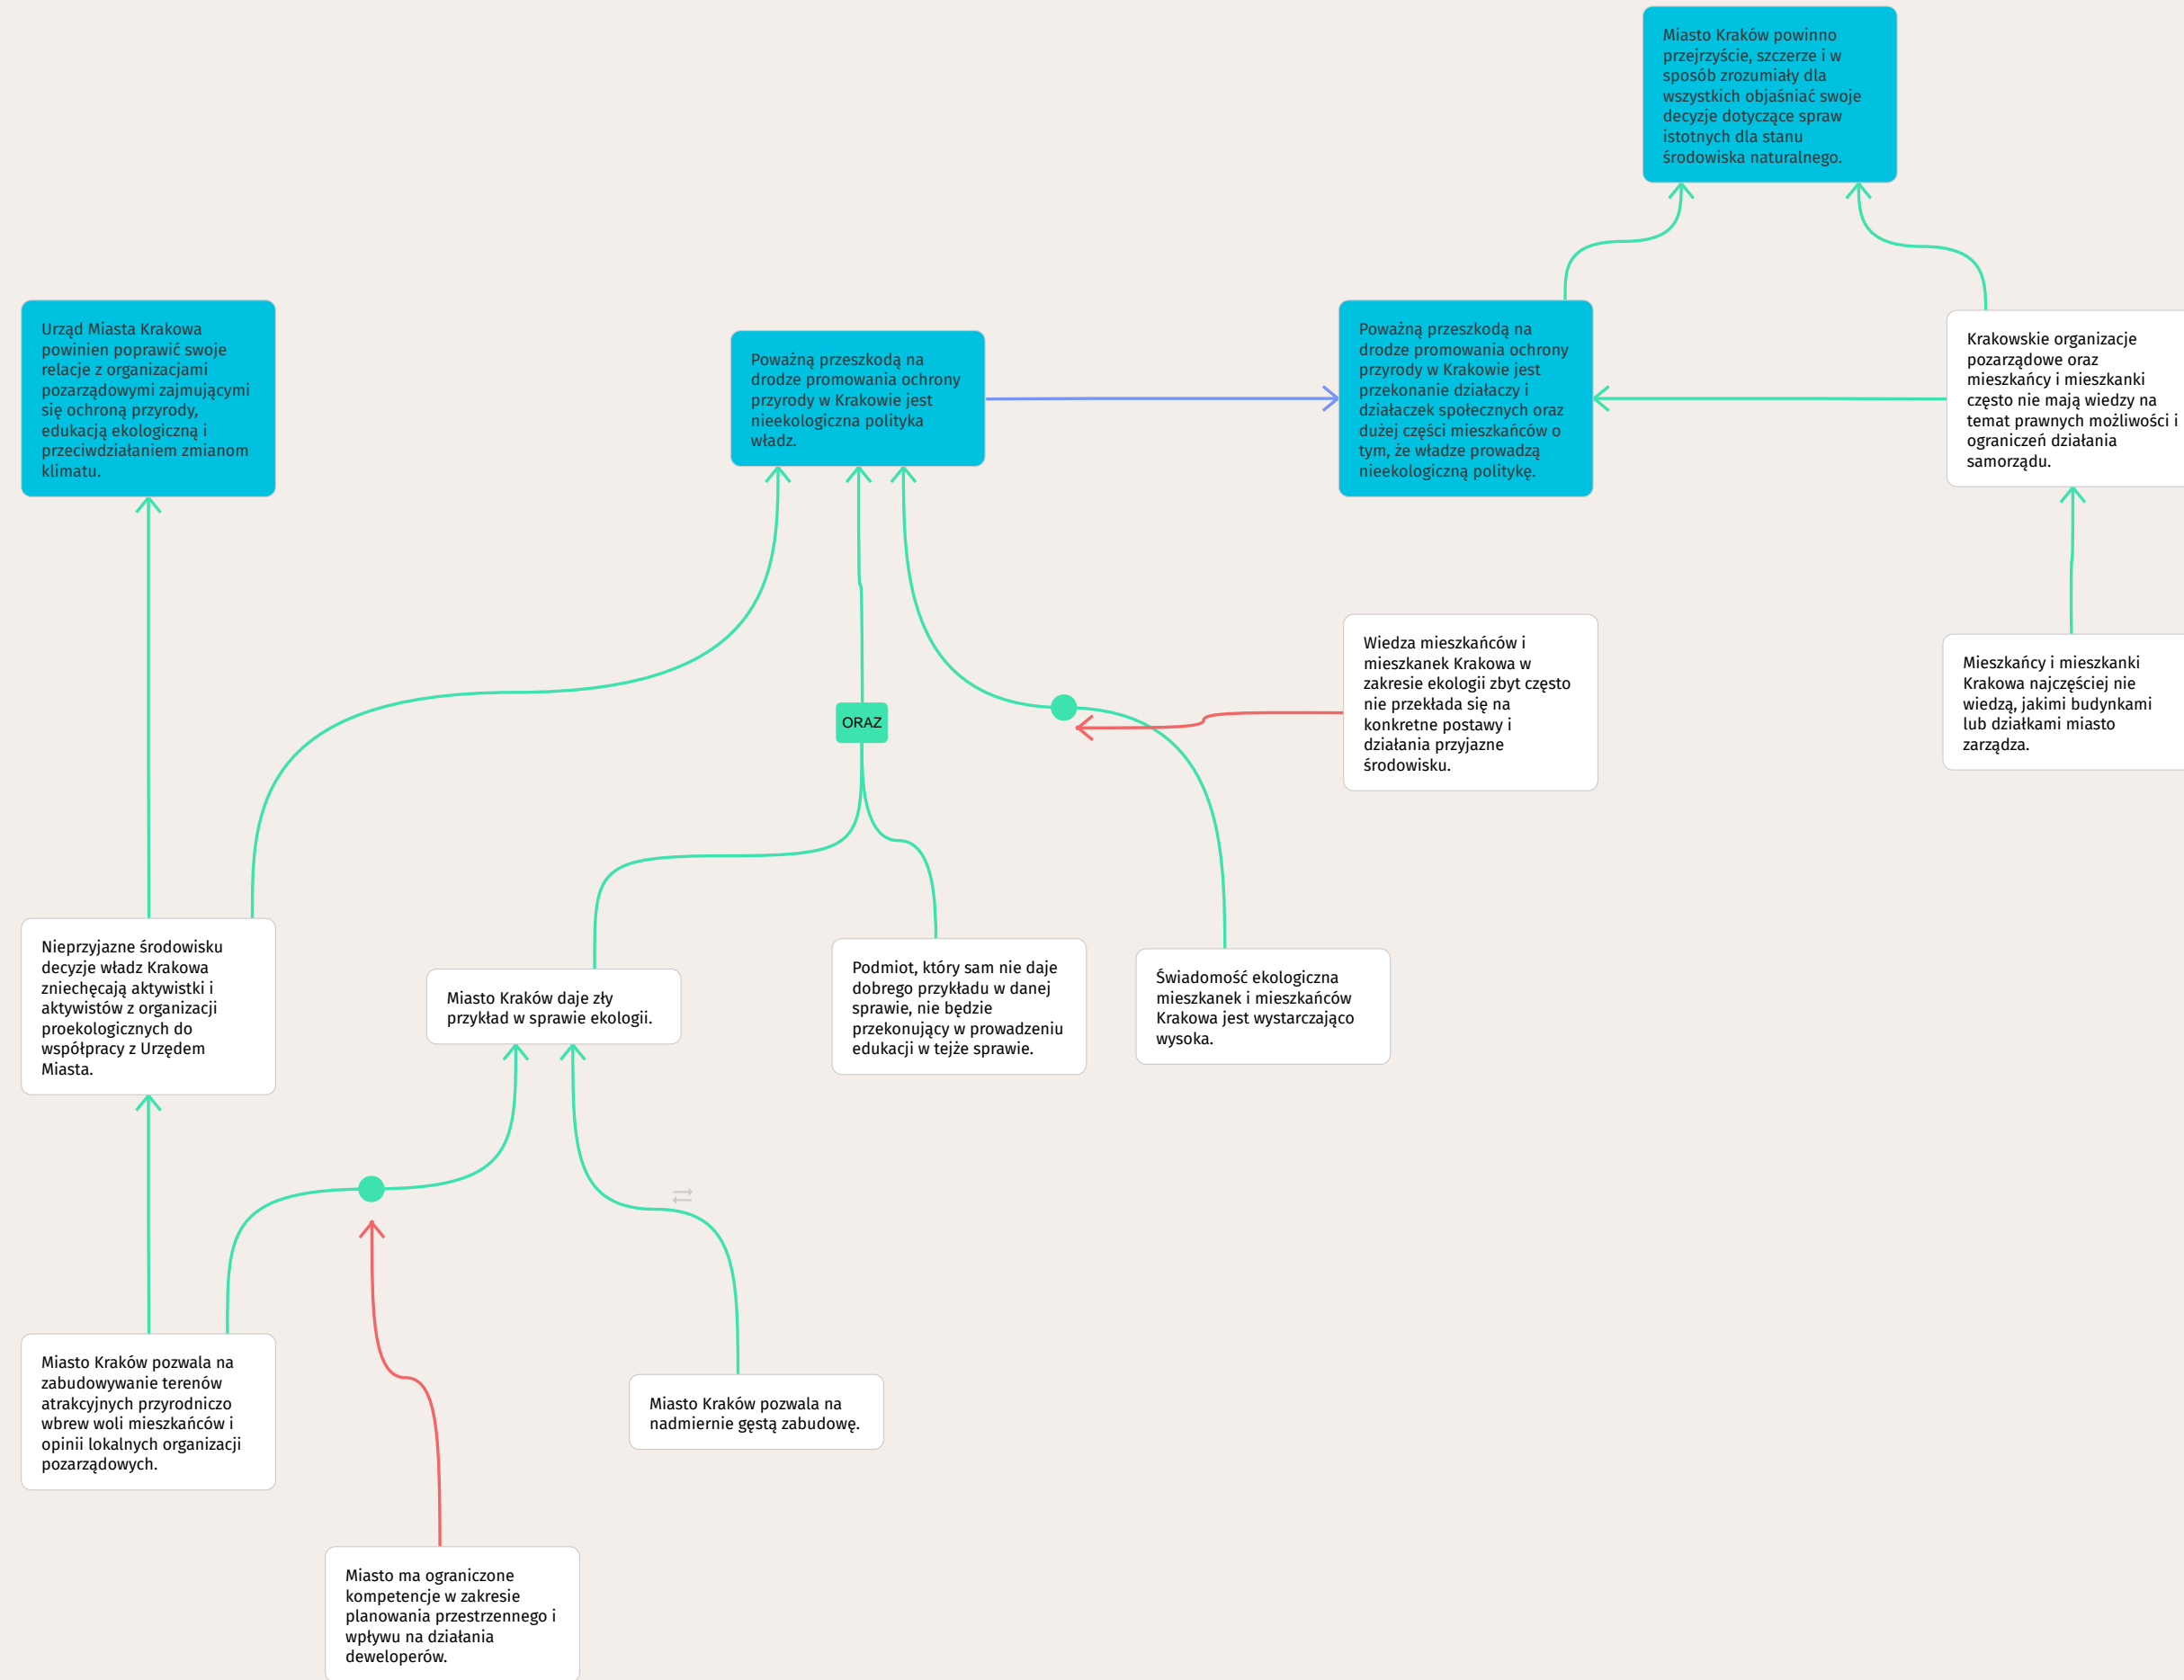 Miasto Kraków powinno
przejrzyście, szczerze i w
sposób zrozumiały dla
wszystkich objaśniać swoje
decyzje dotyczące spraw
istotnych dla stanu
środowiska naturalnego.
Urząd Miasta Krakowa
powinien poprawić swoje
relacje z organizacjami
pozarządowymi zajmującymi
się ochroną przyrody,
edukacją ekologiczną i
przeciwdziałaniem zmianom
klimatu.
Poważną przeszkodą na
drodze promowania ochrony
przyrody w Krakowie jest
nieekologiczna polityka
władz.
Poważną przeszkodą na
drodze promowania ochrony
przyrody w Krakowie jest
przekonanie działaczy i
działaczek społecznych oraz
dużej części mieszkańców o
tym, że władze prowadzą
nieekologiczną politykę.
Krakowskie organizacje
pozarządowe oraz
mieszkańcy i mieszkanki
często nie mają wiedzy na
temat prawnych możliwości i
ograniczeń działania
samorządu.
Wiedza mieszkańców i
mieszkanek Krakowa w
zakresie ekologii zbyt często
nie przekłada się na
konkretne postawy i
działania przyjazne
środowisku.
Mieszkańcy i mieszkanki
Krakowa najczęściej nie
wiedzą, jakimi budynkami
lub działkami miasto
zarządza.
ORAZ
Nieprzyjazne środowisku
decyzje władz Krakowa
zniechęcają aktywistki i
aktywistów z organizacji
proekologicznych do
współpracy z Urzędem
Miasta.
Miasto Kraków daje zły
przykład w sprawie ekologii.
Podmiot, który sam nie daje
dobrego przykładu w danej
sprawie, nie będzie
przekonujący w prowadzeniu
edukacji w tejże sprawie.
Świadomość ekologiczna
mieszkanek i mieszkańców
Krakowa jest wystarczająco
wysoka.
Miasto Kraków pozwala na
zabudowywanie terenów
atrakcyjnych przyrodniczo
wbrew woli mieszkańców i
opinii lokalnych organizacji
pozarządowych.
Miasto Kraków pozwala na
nadmiernie gęstą zabudowę.
Miasto ma ograniczone
kompetencje w zakresie
planowania przestrzennego i
wpływu na działania
deweloperów.